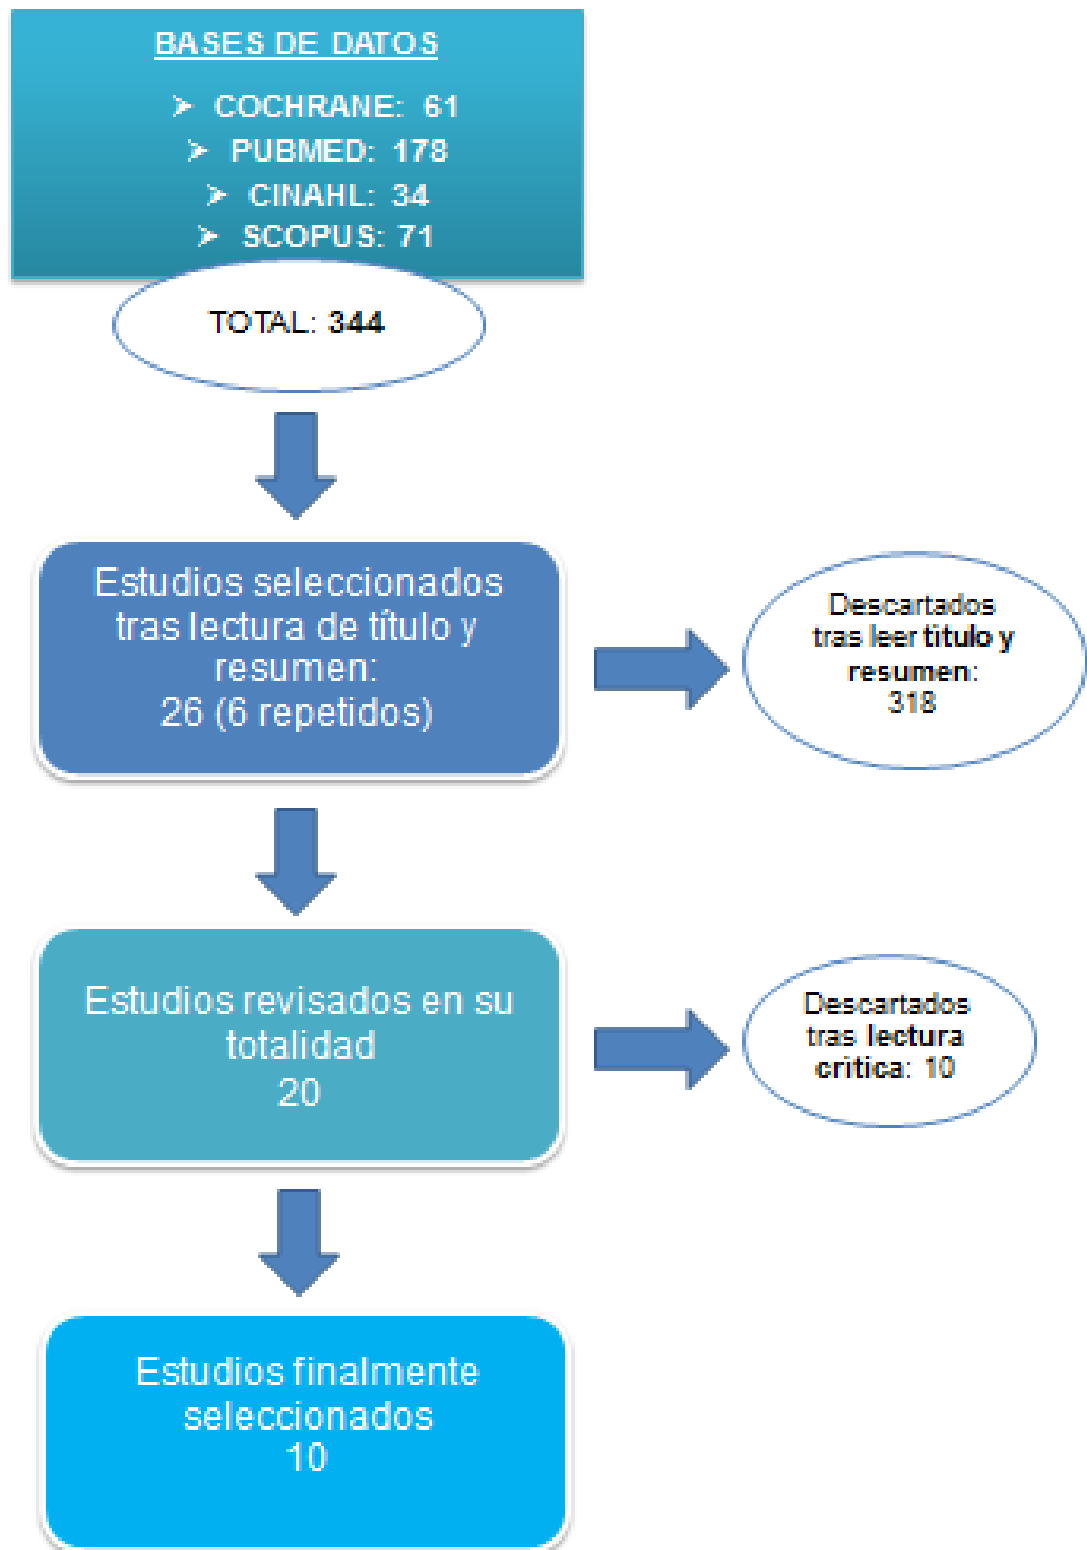 BASES DE DATOS
➤ COCHRANE: 61
➤ PUBMED: 178
➤ CINAHL: 34
➤ SCOPUS: 71
TOTAL: 344
Estudios seleccionados
tras lectura de título y
resumen:
26 (6 repetidos)
Descartados
tras leer titulo y
resumen:
318
Estudios revisados en su
totalidad
20
Descartados
tras lectura
critica: 10
Estudios finalmente
seleccionados
10